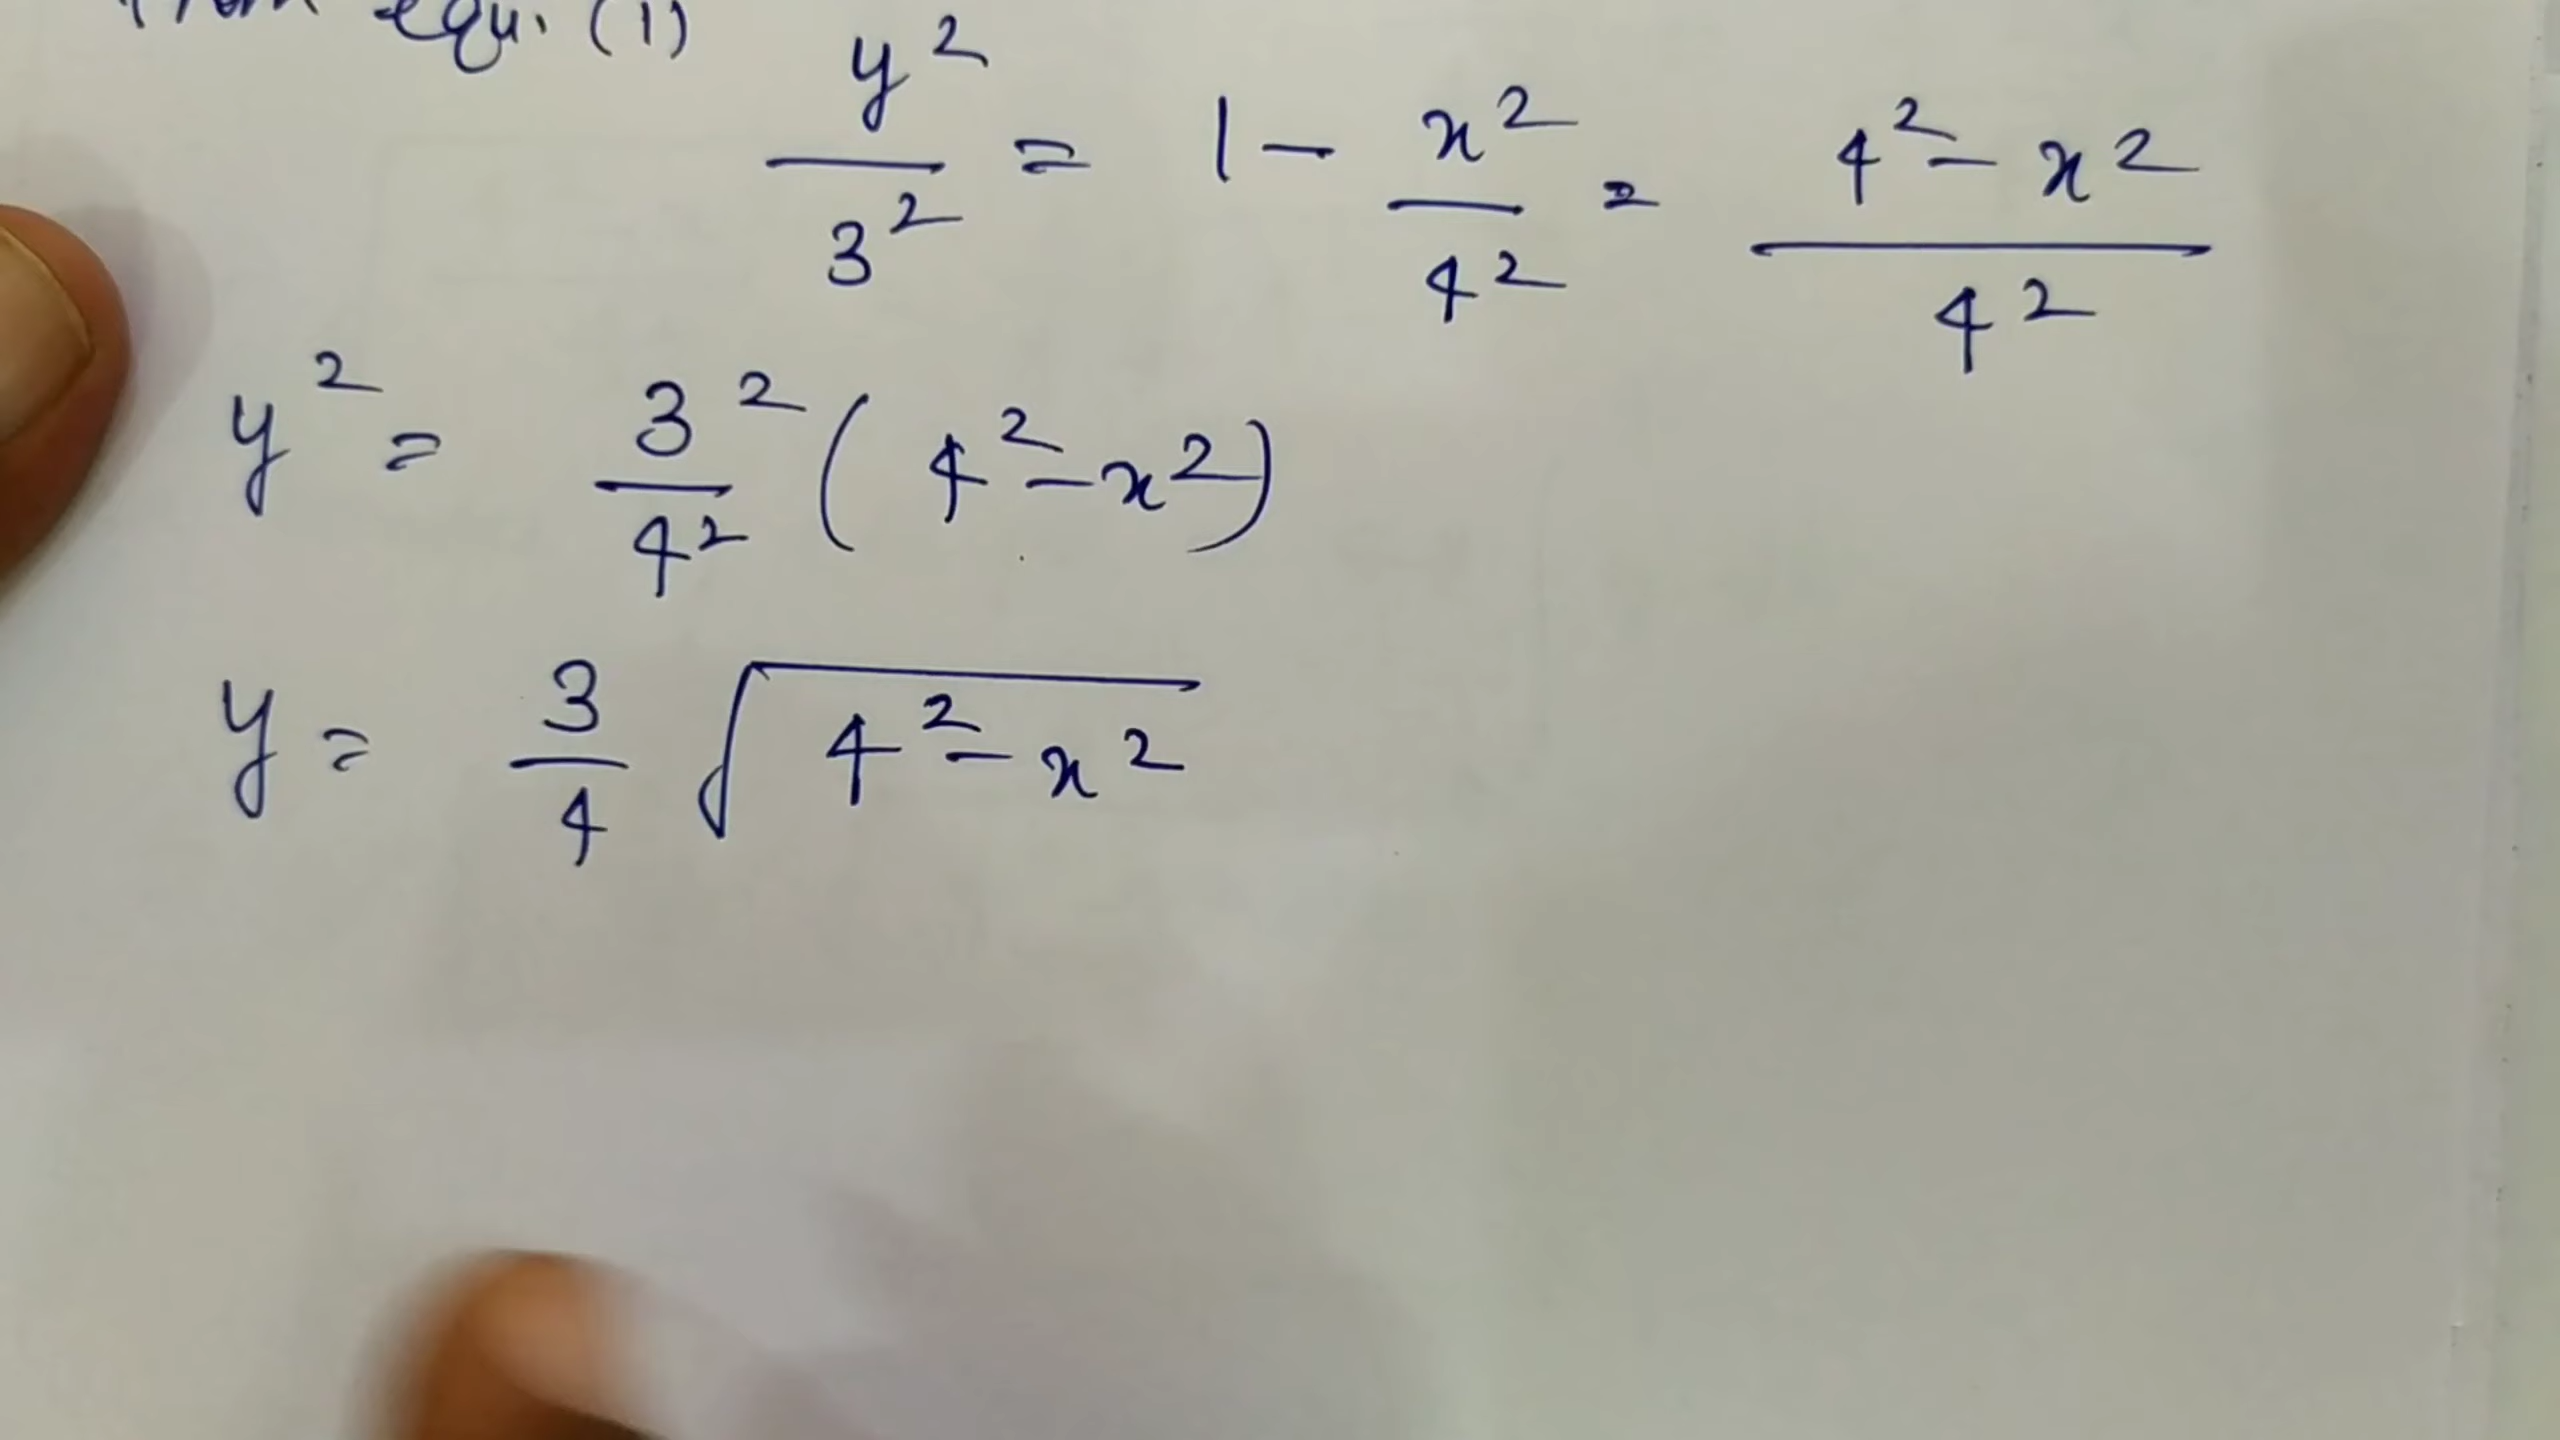 From equ. (1)
y²/3² = 1 - x²/4² = (4² - x²)/4²
y² = 3²/4² (4² - x²)
y = 3/4 √(4² - x²)